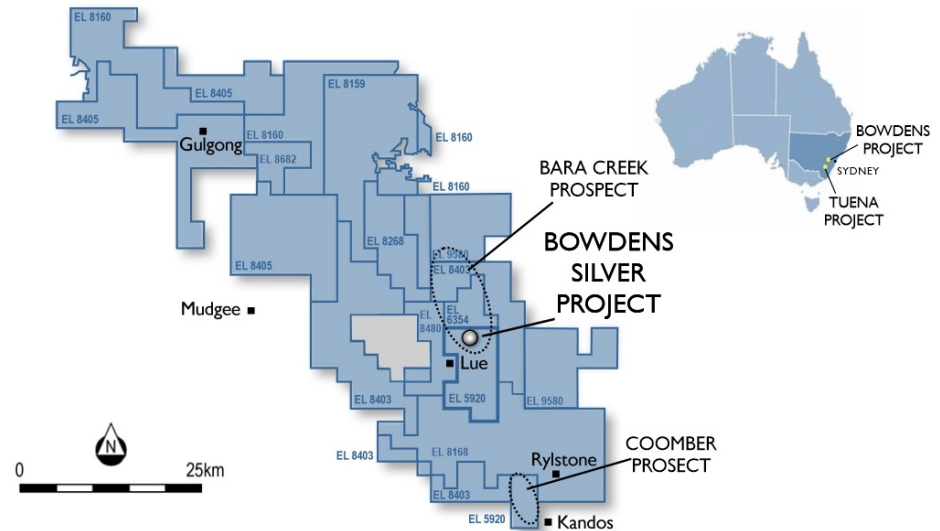 EL 8160
EL 8405
EL 8159
EL 8405
Gulgong
EL 8160
EL 8160
EL 8682
EL 8160
BARA CREEK
PROSPECT
EL 8268
EL 9580
EL 8403
EL 8405
BOWDENS
SILVER
PROJECT
Mudgee
EL
8480
EL
6354
Lue
EL 8403
EL 5920
EL 9580
EL 8403
EL 8168
Rylstone
COOMBER
PROSECT
EL 8403
EL 5920
Kandos
N
0
25km
BOWDENS
PROJECT
SYDNEY
TUENA
PROJECT